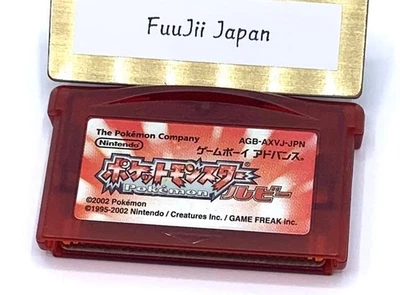 FuuJii Japan
The Pokémon Company
AGB-AXVJ-JPN
Nintendo
ゲームボーイ アドバンス
ポケットモンスター
Pokémon
ルビー
©2002 Pokémon
©1995-2002 Nintendo / Creatures Inc. / GAME FREAK inc.